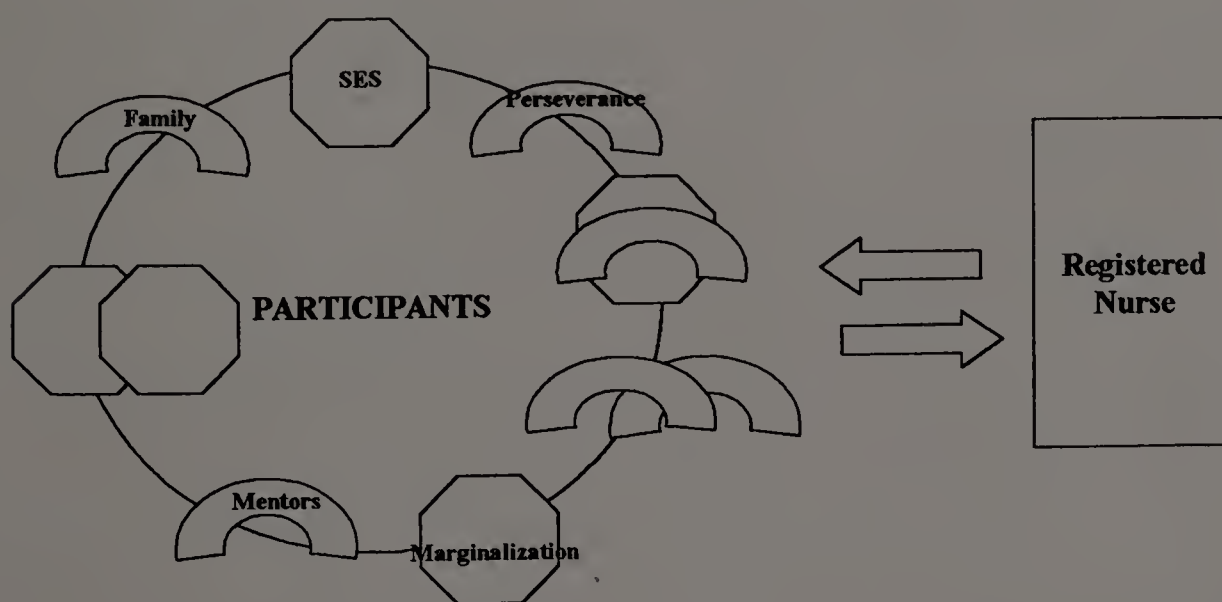 SES
Family
Perseverance
PARTICIPANTS
Registered
Nurse
Mentors
Marginalization